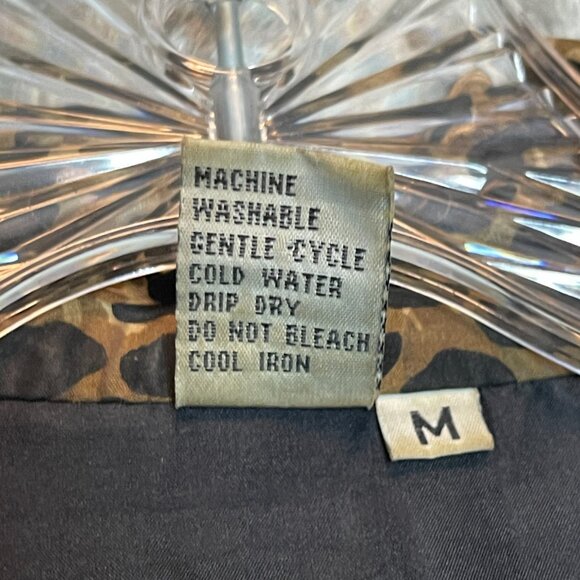 MACHINE
WASHABLE
GENTLE CYCLE
COLD WATER
DRIP DRY
DO NOT BLEACH
COOL IRON
M